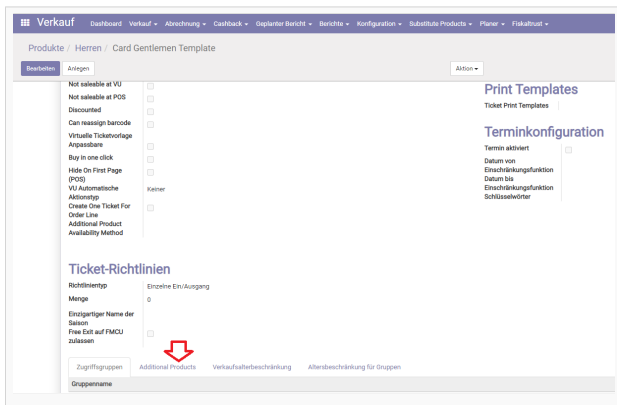 Verkauf Dashboard Verkauf Abrechnung Cashback Geplanter Bericht Berichte Konfiguration Substitute Products Planer Fiskaltrust
Produkte / Herren / Card Gentlemen Template
Bearbeiten Anlegen Aktion
Not saleable at VU
Not saleable at POS
Discounted
Can reassign barcode
Virtuelle Ticketvorlage
Anpassbare
Buy in one click
Hide On First Page
(POS)
VU Automatische Keiner
Aktionstyp
Create One Ticket For
Order Line
Additional Product
Availability Method
Print Templates
Ticket Print Templates
Terminkonfiguration
Termin aktiviert
Datum von
Einschränkungsfunktion
Datum bis
Einschränkungsfunktion
Schlüsselwörter
Ticket-Richtlinien
Richtlinientyp Einzelne Ein/Ausgang
Menge 0
Einzigartiger Name der
Saison
Free Exit auf FMCU
zulassen
Zugriffsgruppen Additional Products Verkaufsalterbeschränkung Altersbeschränkung für Gruppen
Gruppenname